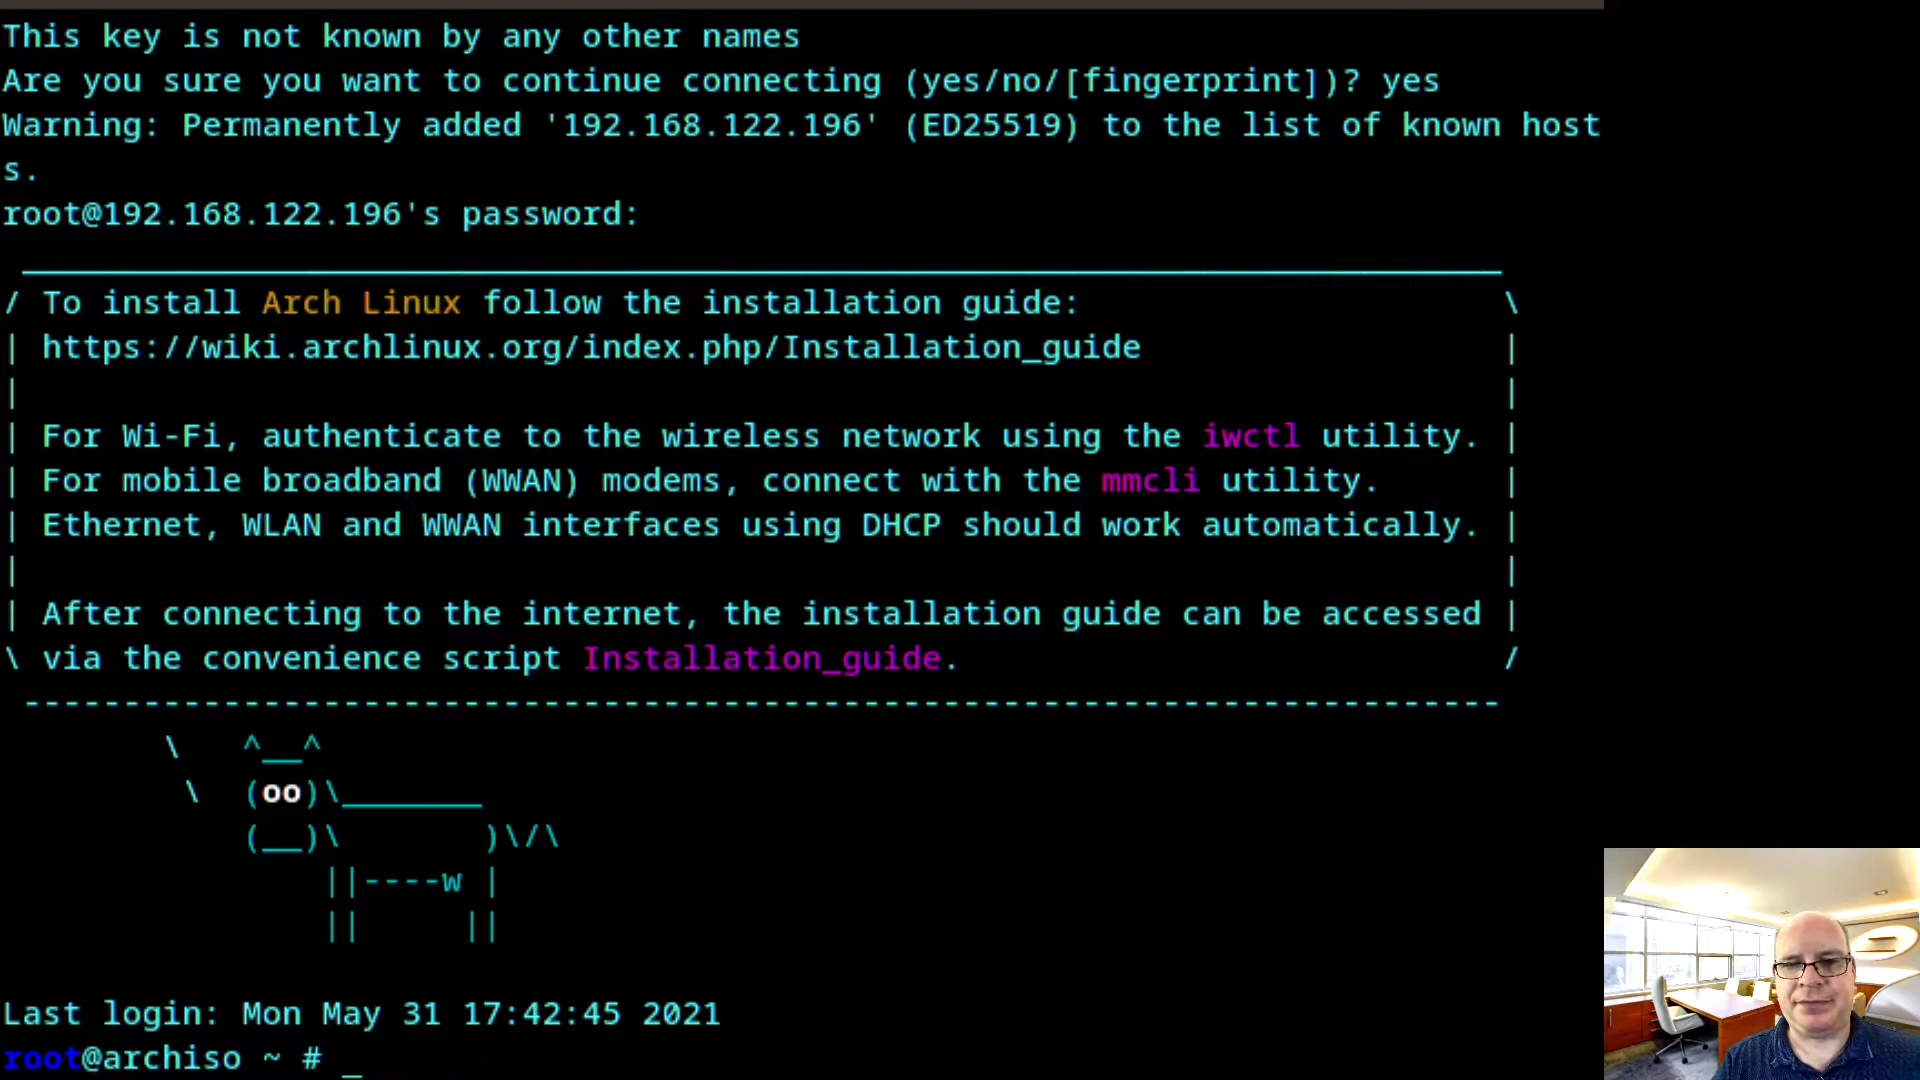 This key is not known by any other names
Are you sure you want to continue connecting (yes/no/[fingerprint])? yes
Warning: Permanently added '192.168.122.196' (ED25519) to the list of known host
s.
root@192.168.122.196's password:
/ To install Arch Linux follow the installation guide: \
| https://wiki.archlinux.org/index.php/Installation_guide |
| |
| For Wi-Fi, authenticate to the wireless network using the iwctl utility. |
| For mobile broadband (WWAN) modems, connect with the mmcli utility. |
| Ethernet, WLAN and WWAN interfaces using DHCP should work automatically. |
| |
| After connecting to the internet, the installation guide can be accessed |
\ via the convenience script Installation_guide. /
--------------------------------------------------------------------------
\ ^__^
\ (oo)\_______
(__)\ )\/\
||----w |
|| ||
Last login: Mon May 31 17:42:45 2021
root@archiso ~ # _